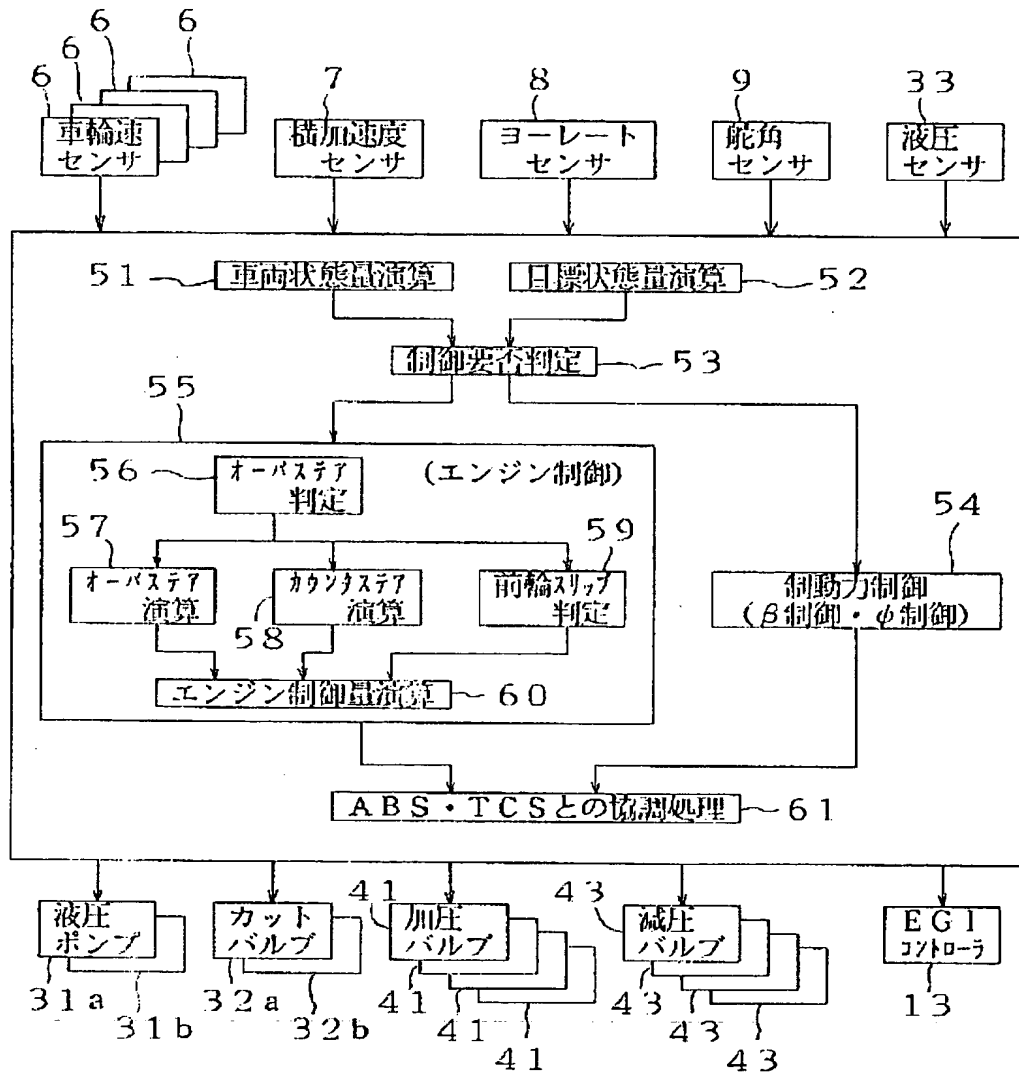 6
6
6
6
7
8
9
33
車輪速
センサ
横加速度
センサ
ヨーレート
センサ
舵角
センサ
液圧
センサ
51
車両状態量演算
目標状態量演算
52
制御要否判定
53
55
56
オーバステア
判定
(エンジン制御)
57
59
54
オーバステア
演算
カウンタステア
演算
58
前輪スリップ
判定
制動力制御
(β制御・ψ制御)
エンジン制御量演算
60
ABS・TCSとの協調処理
61
液圧
ポンプ
カット
バルブ
41
加圧
バルブ
43
減圧
バルブ
EGI
コントローラ
31a
31b
32a
32b
41
41
41
43
43
43
13